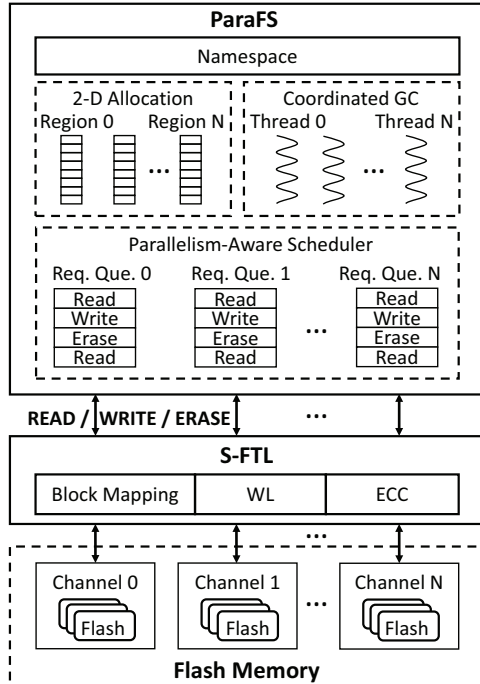 ParaFS
Namespace
2-D Allocation
Region 0 Region N
...
Coordinated GC
Thread 0 Thread N
...
Parallelism-Aware Scheduler
Req. Que. 0 Req. Que. 1 Req. Que. N
Read Read Read
Write Write Write
...
Erase Erase Erase
Read Read Read
READ / WRITE / ERASE ...
S-FTL
Block Mapping WL ECC
...
Channel 0 Channel 1 Channel N
...
Flash Flash Flash
Flash Memory